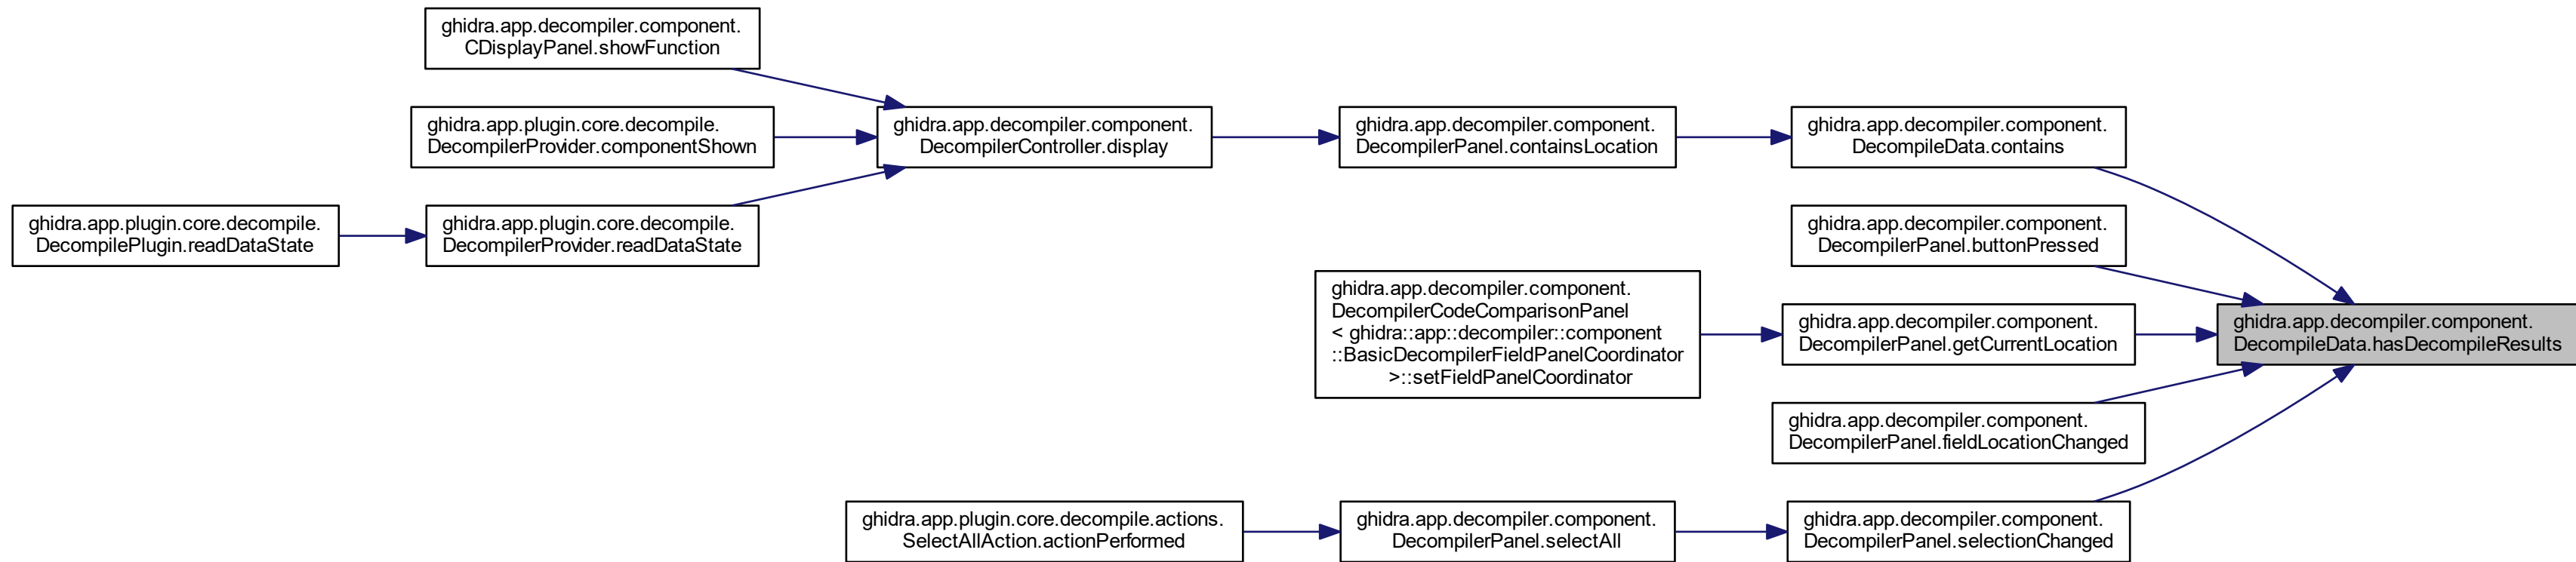 ghidra.app.decompiler.component.
CDisplayPanel.showFunction
ghidra.app.plugin.core.decompile.
DecompilerProvider.componentShown
ghidra.app.decompiler.component.
DecompilerController.display
ghidra.app.decompiler.component.
DecompilerPanel.containsLocation
ghidra.app.decompiler.component.
DecompileData.contains
ghidra.app.plugin.core.decompile.
DecompilePlugin.readDataState
ghidra.app.plugin.core.decompile.
DecompilerProvider.readDataState
ghidra.app.decompiler.component.
DecompilerPanel.buttonPressed
ghidra.app.decompiler.component.
DecompilerCodeComparisonPanel
< ghidra::app::decompiler::component
::BasicDecompilerFieldPanelCoordinator
>::setFieldPanelCoordinator
ghidra.app.decompiler.component.
DecompilerPanel.getCurrentLocation
ghidra.app.decompiler.component.
DecompileData.hasDecompileResults
ghidra.app.decompiler.component.
DecompilerPanel.fieldLocationChanged
ghidra.app.plugin.core.decompile.actions.
SelectAllAction.actionPerformed
ghidra.app.decompiler.component.
DecompilerPanel.selectAll
ghidra.app.decompiler.component.
DecompilerPanel.selectionChanged